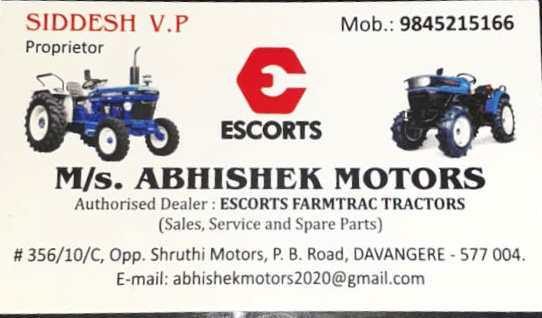 SIDDESH V.P
Mob.: 9845215166
Proprietor
ESCORTS
M/s. ABHISHEK MOTORS
Authorised Dealer : ESCORTS FARMTRAC TRACTORS
(Sales, Service and Spare Parts)
# 356/10/C, Opp. Shruthi Motors, P. B. Road, DAVANGERE - 577 004.
E-mail: abhishekmotors2020@gmail.com